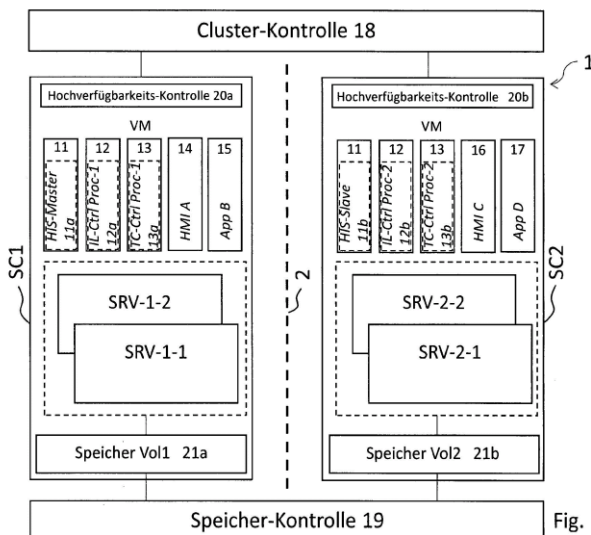 Cluster-Kontrolle 18
1
Hochverfügbarkeits-Kontrolle 20a
VM
11
12
13
14
15
HIS-Master
11a
IL-Ctrl Proc-1
12a
TC-Ctrl Proc-1
13a
HMI A
App B
SC1
SRV-1-2
SRV-1-1
Speicher Vol1 21a
2
Hochverfügbarkeits-Kontrolle 20b
VM
11
12
13
16
17
HIS-Slave
11b
IL-Ctrl Proc-2
12b
TC-Ctrl Proc-2
13b
HMI C
App D
SC2
SRV-2-2
SRV-2-1
Speicher Vol2 21b
Speicher-Kontrolle 19
Fig.